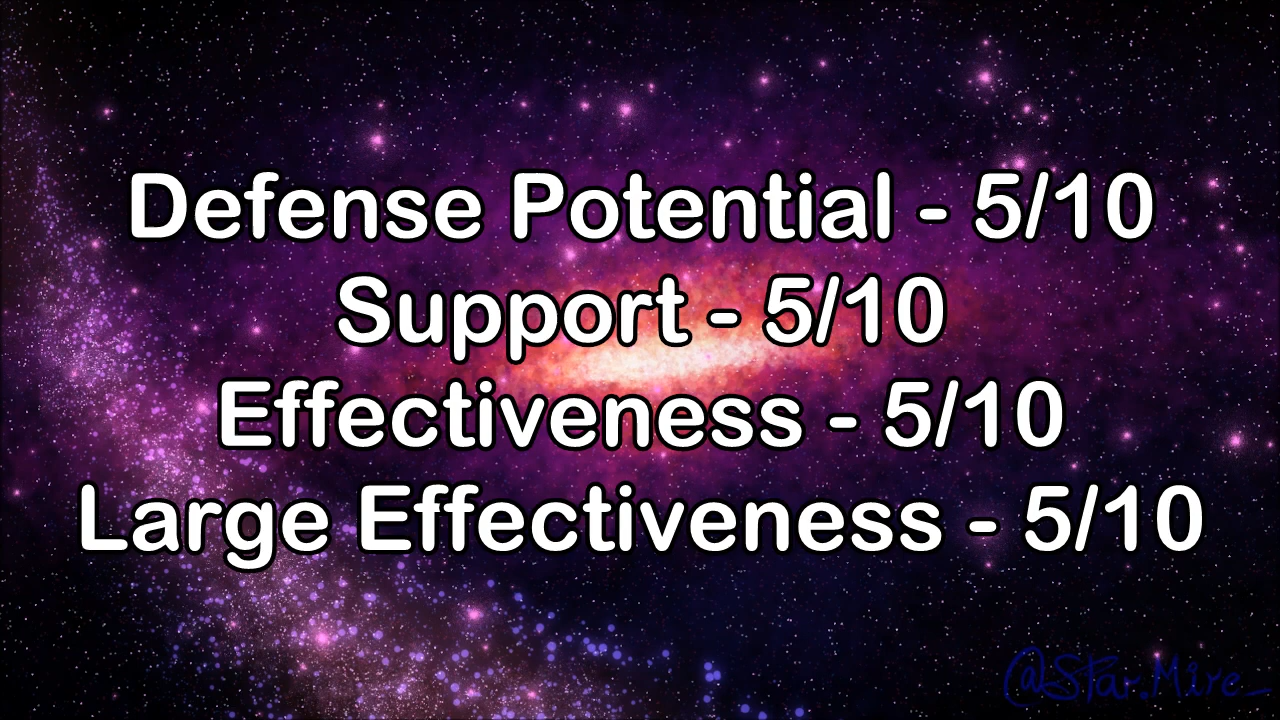 Defense Potential - 5/10
Support - 5/10
Effectiveness - 5/10
Large Effectiveness - 5/10
@Star.Mire_